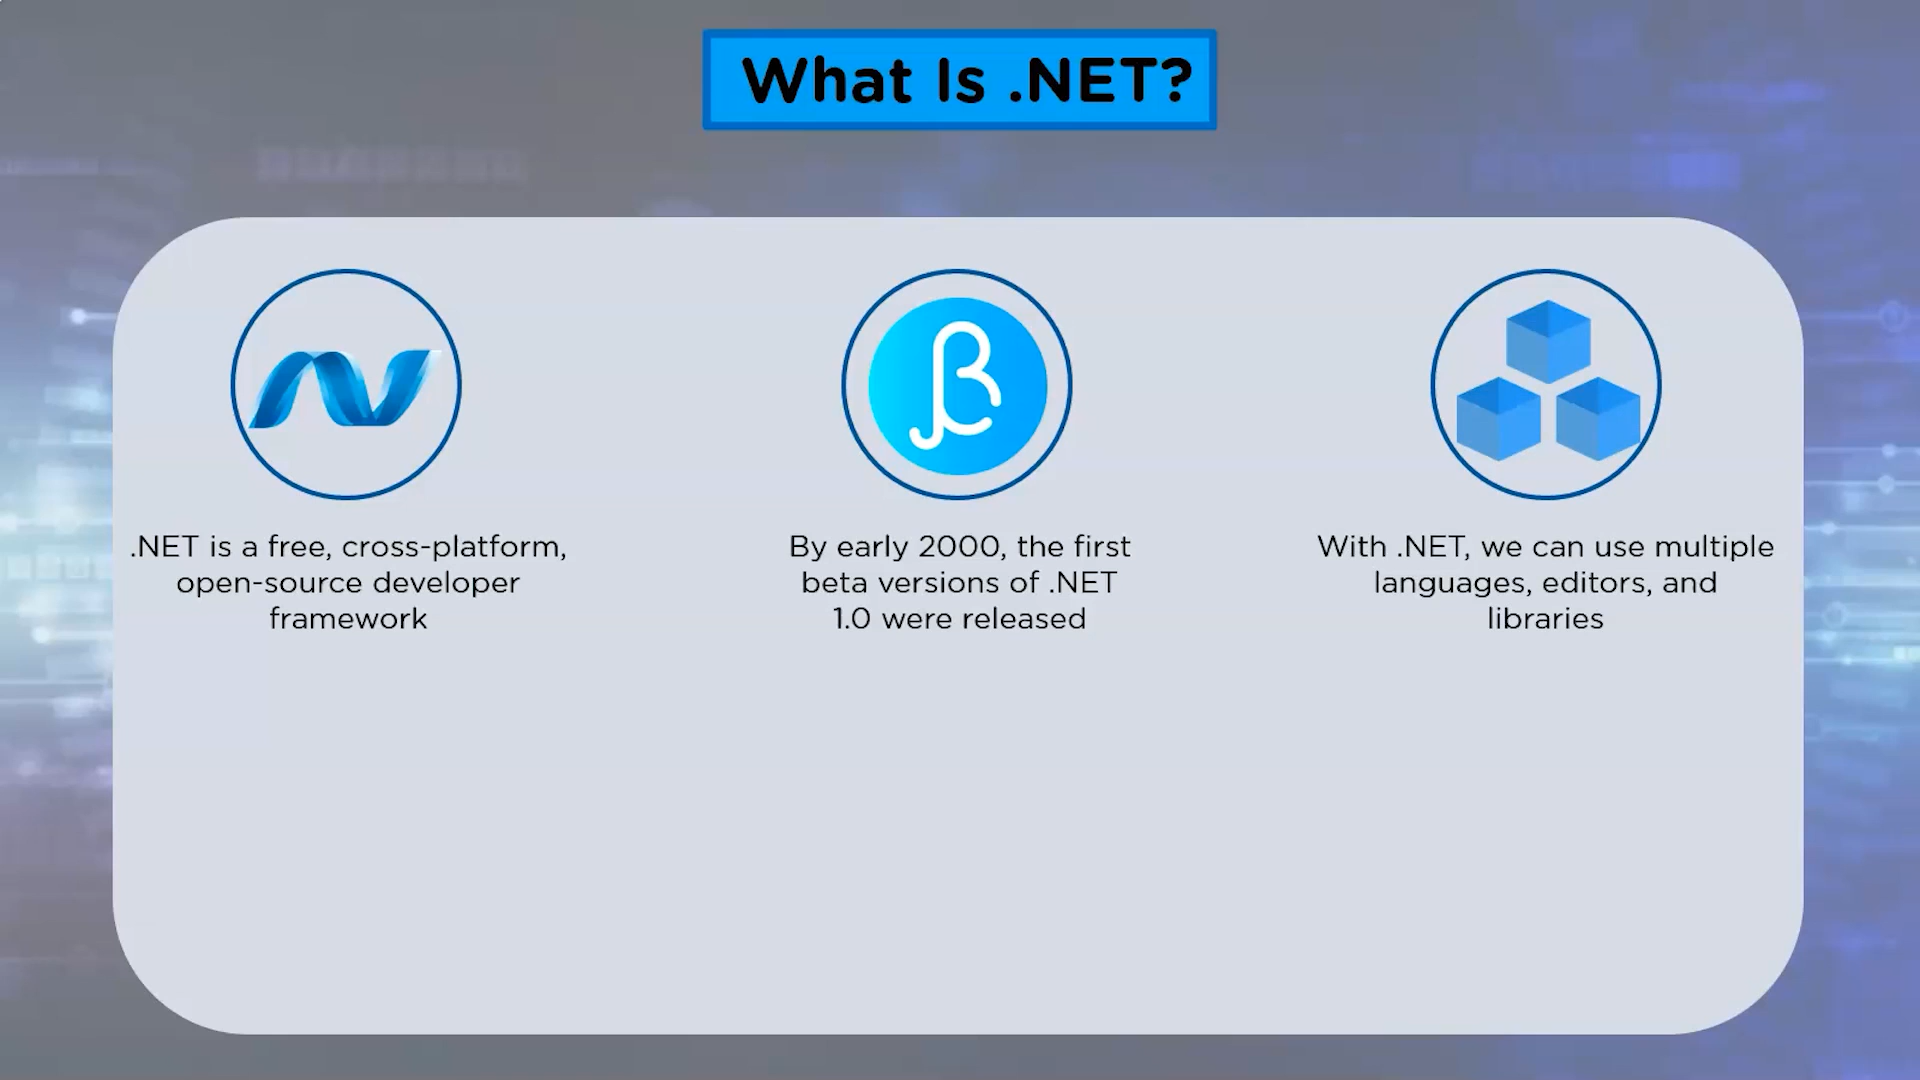 What Is .NET?
.NET is a free, cross-platform,
open-source developer
framework
By early 2000, the first
beta versions of .NET
1.0 were released
With .NET, we can use multiple
languages, editors, and
libraries